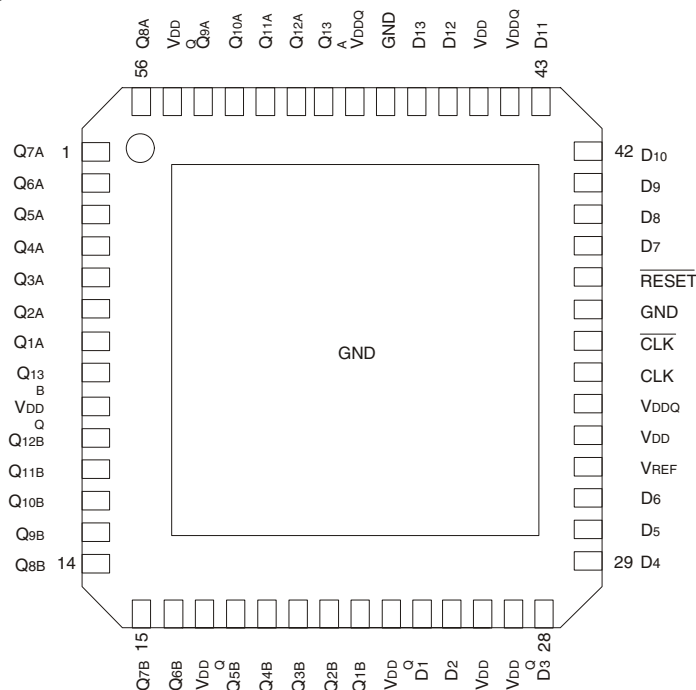 Q8A
VDDQ
Q9A
Q10A
Q11A
Q12A
Q13A
VDDQ
GND
D13
D12
VDD
VDDQ
D11
56
43
Q7A 1
Q6A
Q5A
Q4A
Q3A
Q2A
Q1A
Q13B
VDDQ
Q12B
Q11B
Q10B
Q9B
Q8B 14
GND
42 D10
D9
D8
D7
RESET
GND
CLK
CLK
VDDQ
VDD
VREF
D6
D5
29 D4
15
28
Q7B
Q6B
VDDQ
Q5B
Q4B
Q3B
Q2B
Q1B
VDDQ
D1
D2
VDD
VDDQ
D3